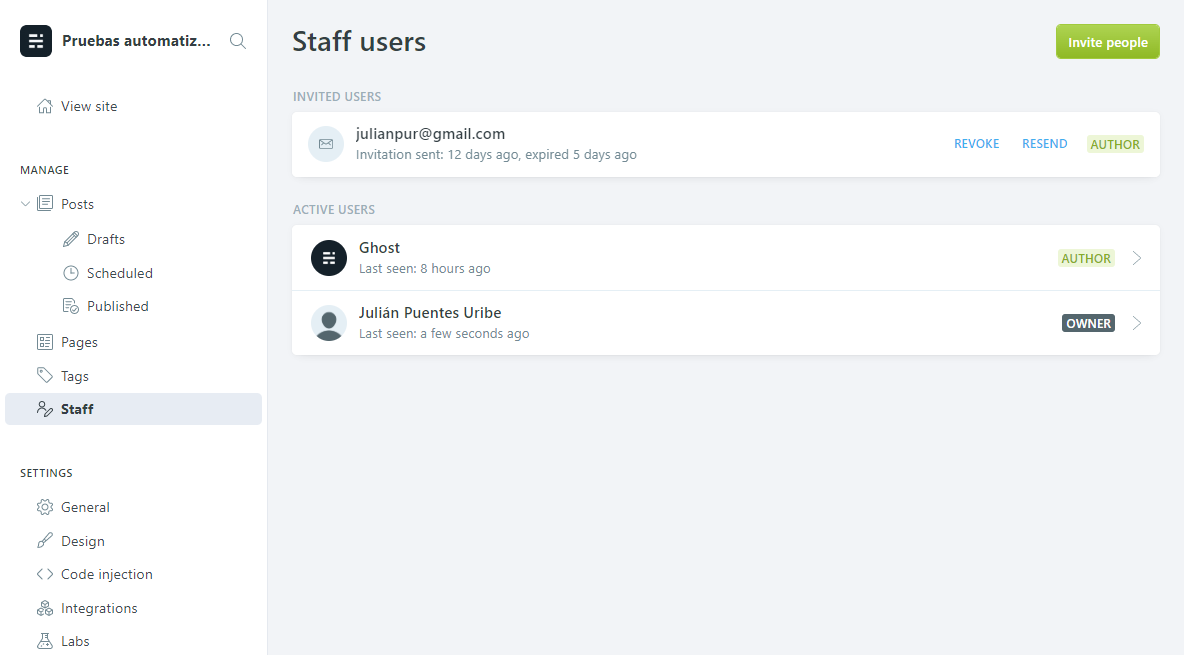 Pruebas automatiz...
View site
MANAGE
Posts
Drafts
Scheduled
Published
Pages
Tags
Staff
SETTINGS
General
Design
Code injection
Integrations
Labs
Staff users
Invite people
INVITED USERS
julianpur@gmail.com
Invitation sent: 12 days ago, expired 5 days ago
REVOKE RESEND AUTHOR
ACTIVE USERS
Ghost
Last seen: 8 hours ago
AUTHOR
Julián Puentes Uribe
Last seen: a few seconds ago
OWNER